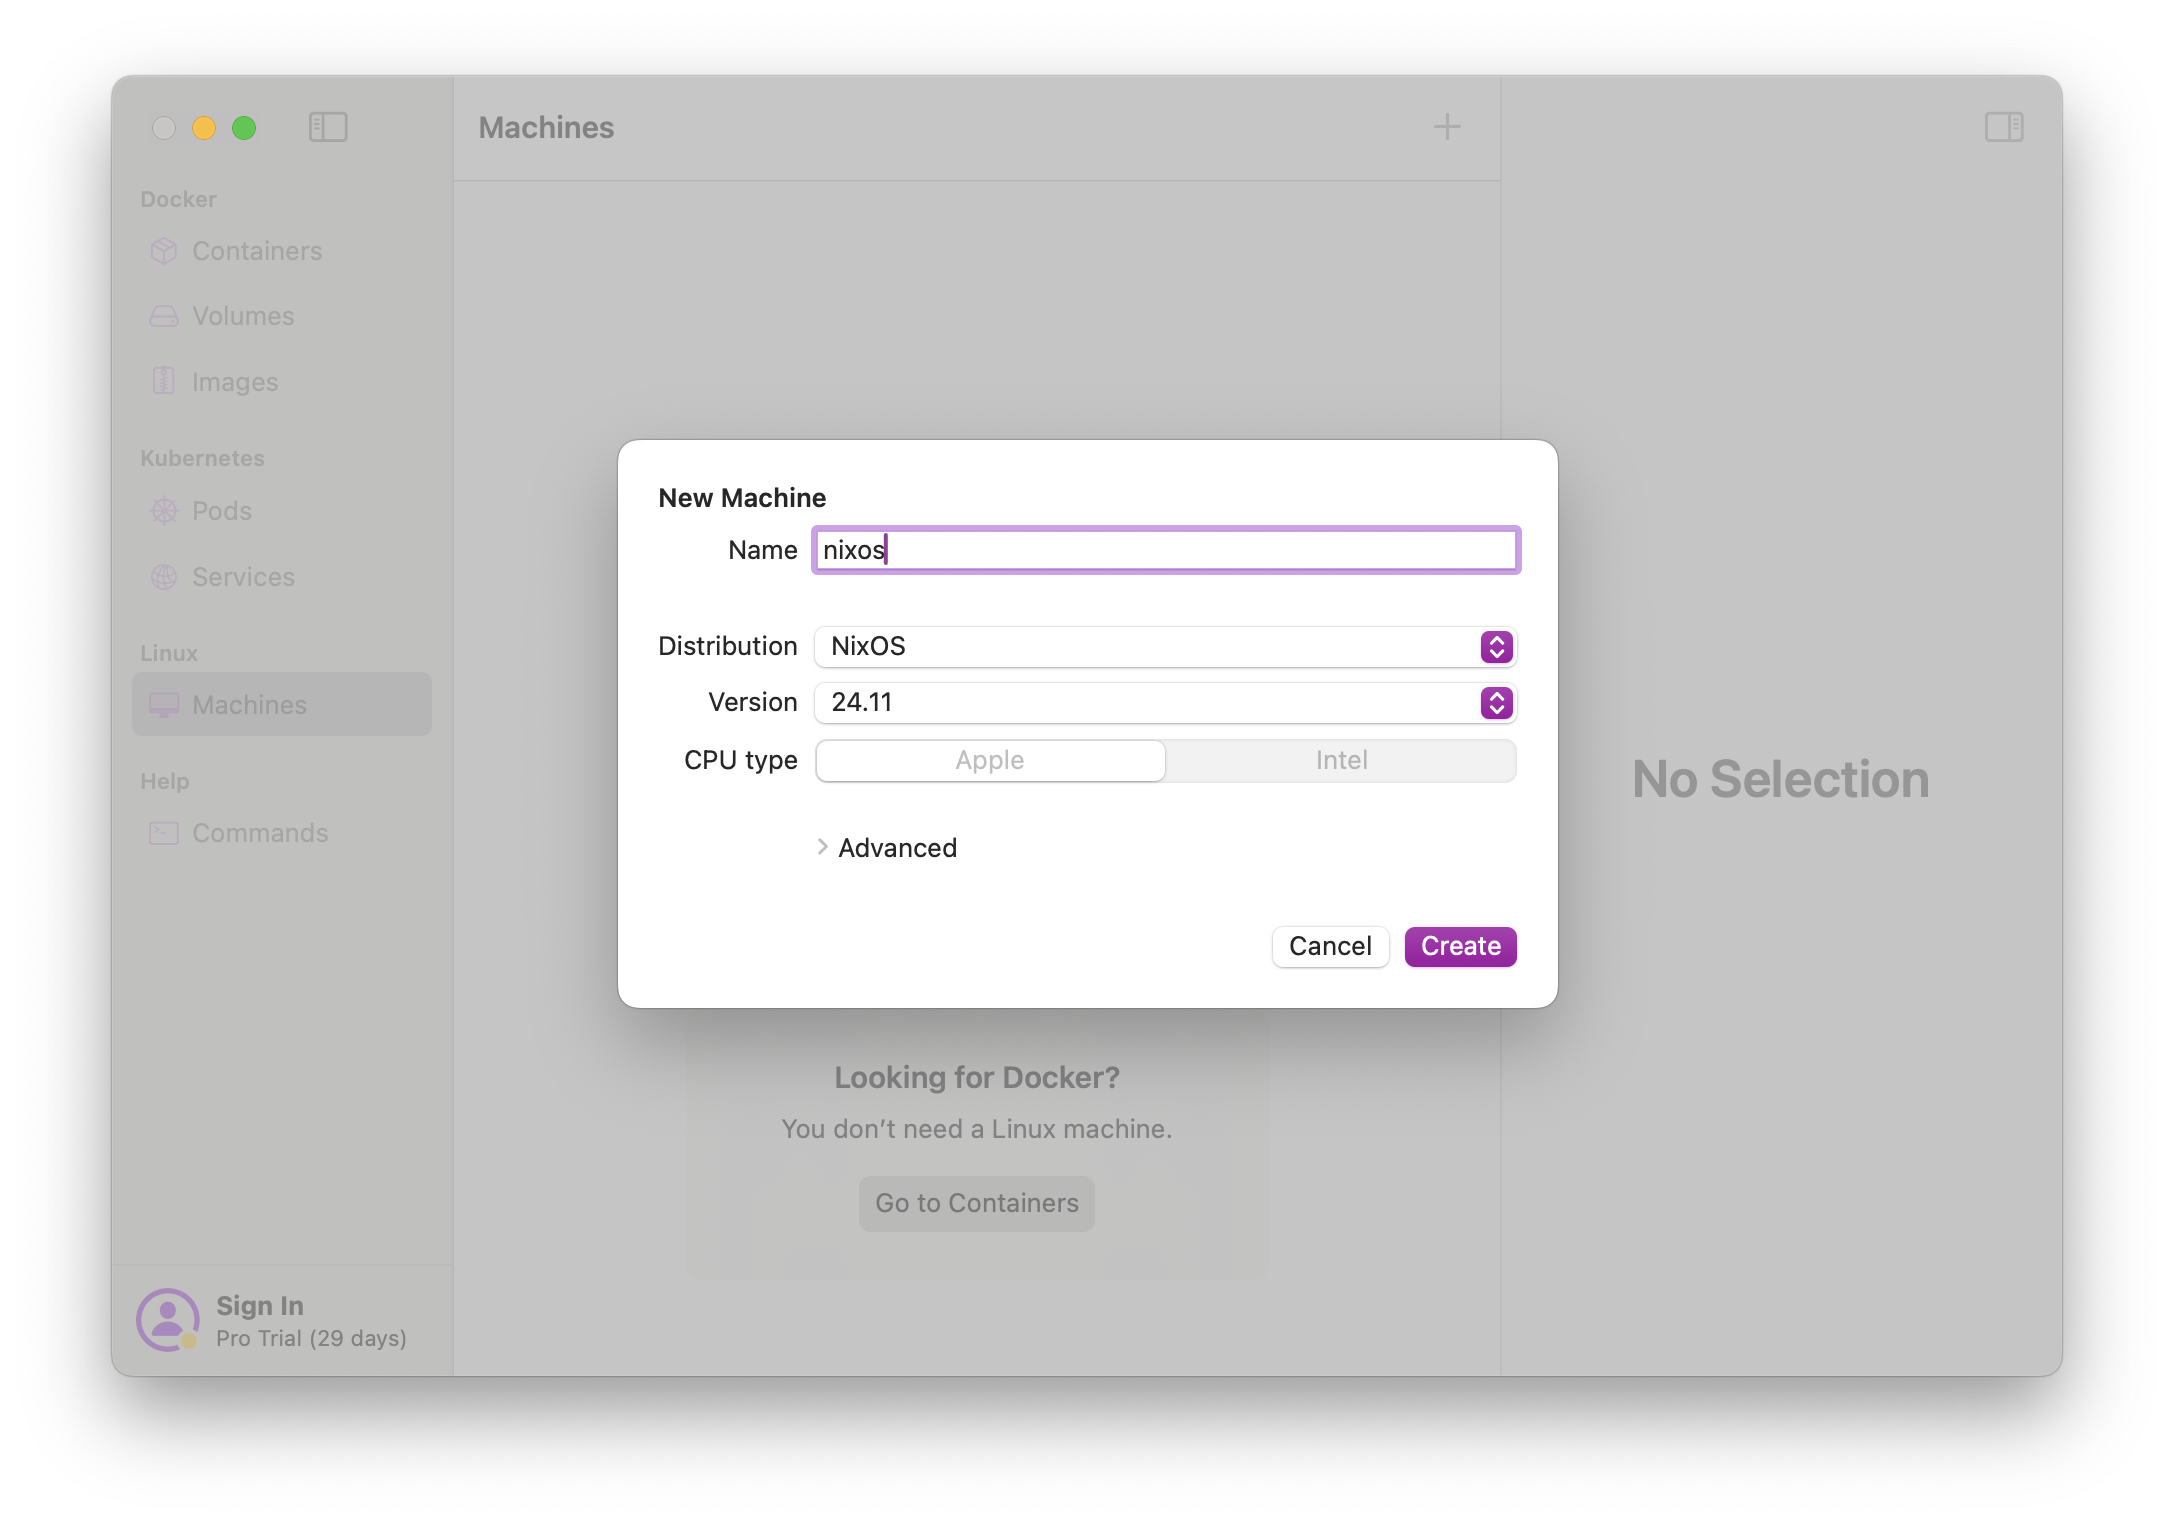 Machines
Docker
Containers
Volumes
Images
Kubernetes
Pods
Services
Linux
Machines
Help
Commands
Sign In
Pro Trial (29 days)
New Machine
Name nixos
Distribution NixOS
Version 24.11
CPU type Apple Intel
Advanced
Cancel Create
Looking for Docker?
You don’t need a Linux machine.
Go to Containers
No Selection